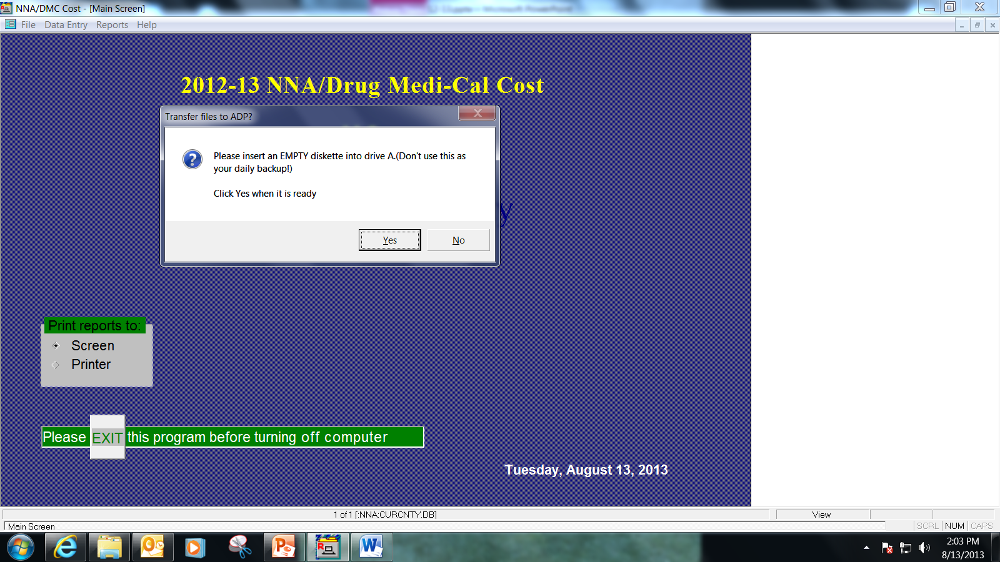 NNA/DMC Cost - [Main Screen]
File Data Entry Reports Help
2012-13 NNA/Drug Medi-Cal Cost
Transfer files to ADP?
Please insert an EMPTY diskette into drive A.(Don't use this as
your daily backup!)
Click Yes when it is ready
y
Yes No
Print reports to:
Screen
Printer
Please EXIT this program before turning off computer
Tuesday, August 13, 2013
1 of 1 [:NNA:CURCNTY.DB] View
Main Screen SCRL NUM CAPS
2:03 PM
8/13/2013